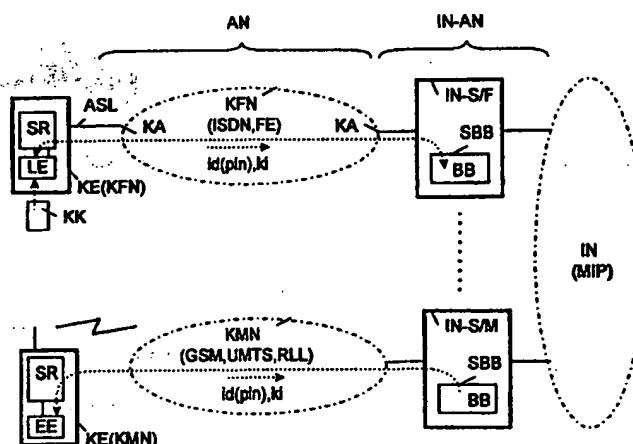 AN
IN-AN
ASL
KFN
(ISDN,FE)
KA
KA
id(pin),ki
SR
LE
KE(KFN)
KK
IN-S/F
SBB
BB
IN
(MIP)
KMN
(GSM,UMTS,RLL)
id(pin),ki
SR
EE
KE(KMN)
IN-S/M
SBB
BB